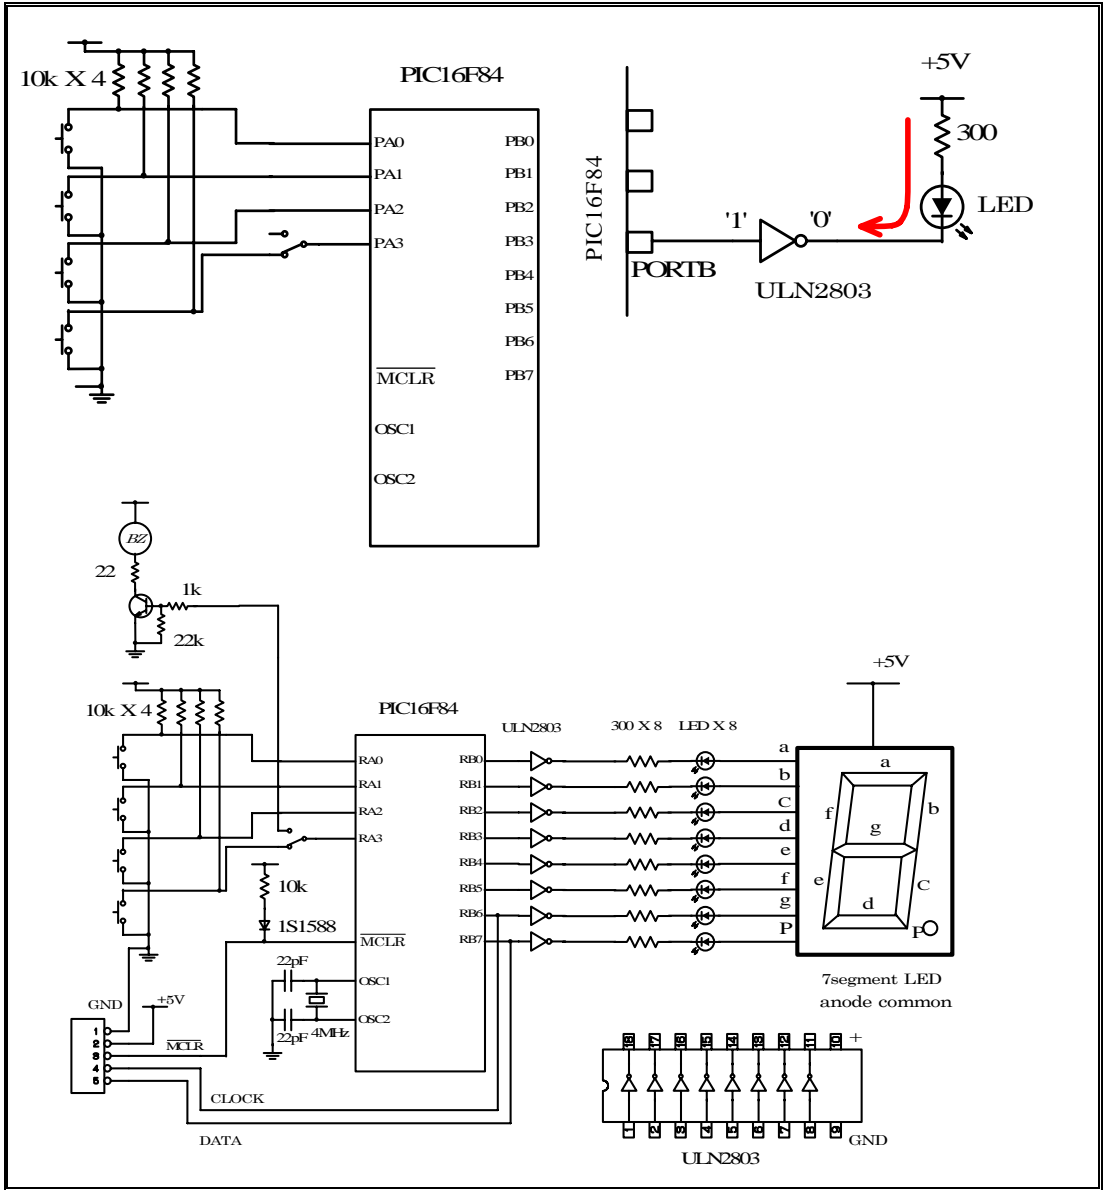 10k X 4
PIC16F84
PA0
PA1
PA2
PA3
MCLR
OSC1
OSC2
PB0
PB1
PB2
PB3
PB4
PB5
PB6
PB7
PIC16F84
PORTB
'1'
'0'
ULN2803
+5V
300
LED
BZ
22
1k
22k
10k X 4
PIC16F84
RA0
RA1
RA2
RA3
MCLR
OSC1
OSC2
RB0
RB1
RB2
RB3
RB4
RB5
RB6
RB7
ULN2803
300 X 8
LED X 8
+5V
a
b
C
d
e
f
g
P
a
b
f
g
e
C
d
P
7segment LED
anode common
10k
1S1588
22pF
22pF
4MHz
GND
+5V
MCLR
1
2
3
4
5
CLOCK
DATA
18 17 16 15 14 13 12 11 10 +
1 2 3 4 5 6 7 8 9 GND
ULN2803